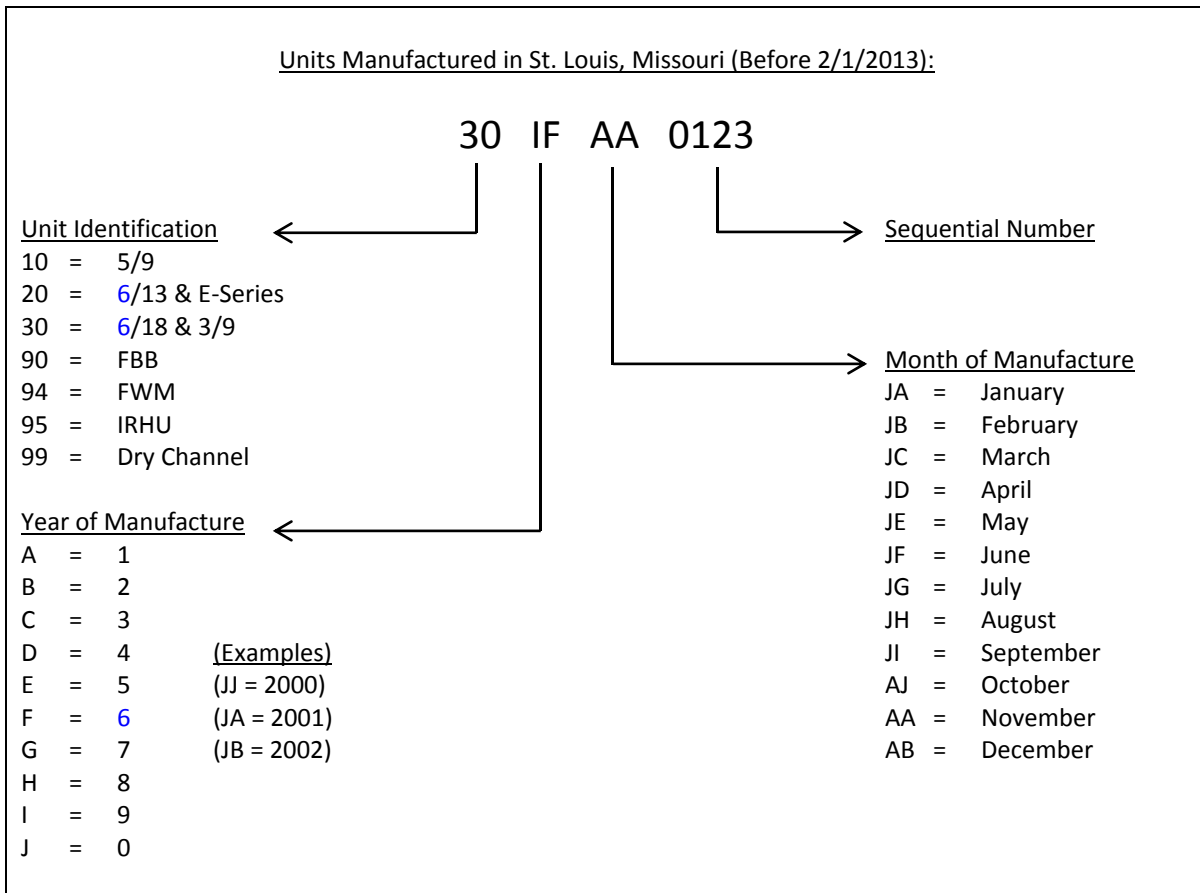 Units Manufactured in St. Louis, Missouri (Before 2/1/2013):
30 IF AA 0123
Unit Identification
10 = 5/9
20 = 6/13 & E-Series
30 = 6/18 & 3/9
90 = FBB
94 = FWM
95 = IRHU
99 = Dry Channel
Year of Manufacture
A = 1
B = 2
C = 3
D = 4 (Examples)
E = 5 (JJ = 2000)
F = 6 (JA = 2001)
G = 7 (JB = 2002)
H = 8
I = 9
J = 0
Sequential Number
Month of Manufacture
JA = January
JB = February
JC = March
JD = April
JE = May
JF = June
JG = July
JH = August
JI = September
AJ = October
AA = November
AB = December